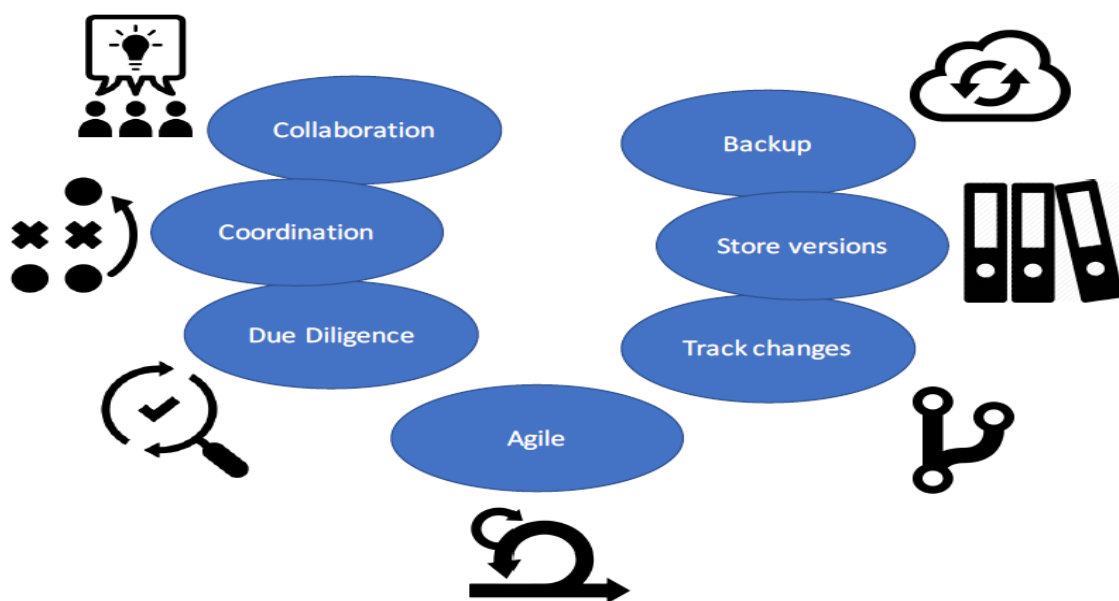 Collaboration
Backup
Coordination
Store versions
Due Diligence
Track changes
Agile